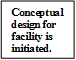 Conceptual
design for
facility is
initiated.